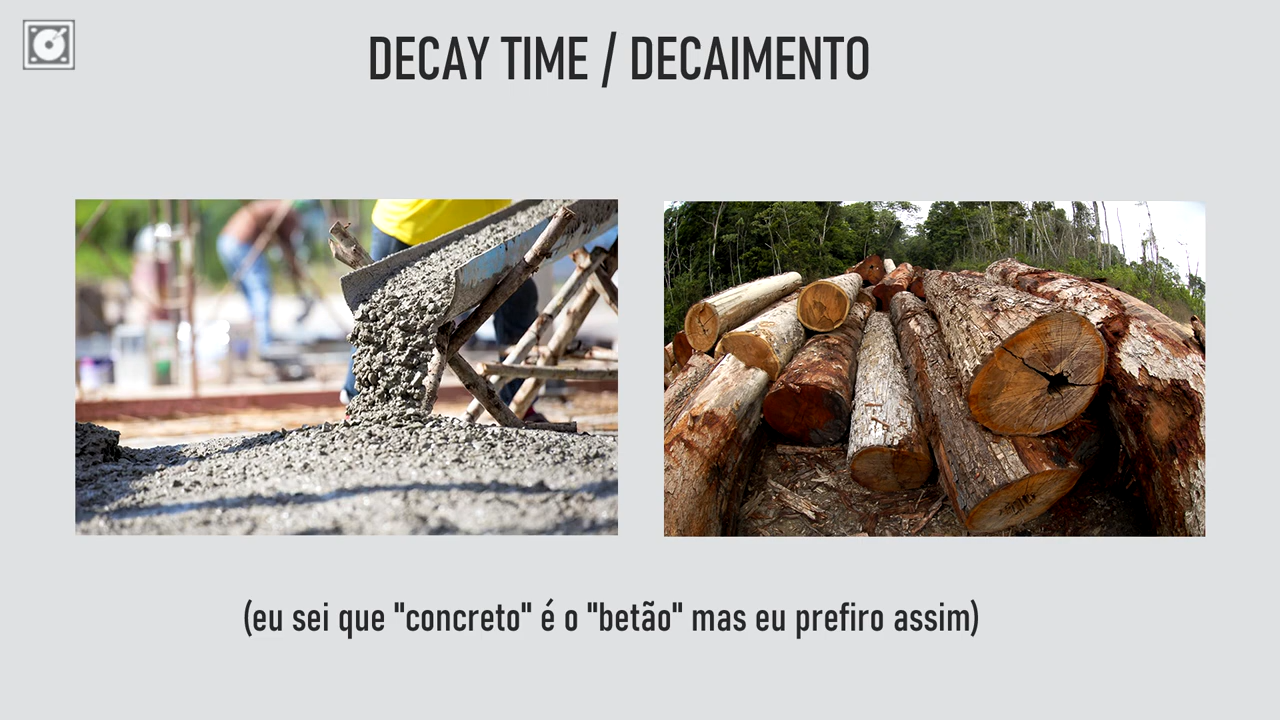 DECAY TIME / DECAIMENTO
(eu sei que "concreto" é o "betão" mas eu prefiro assim)